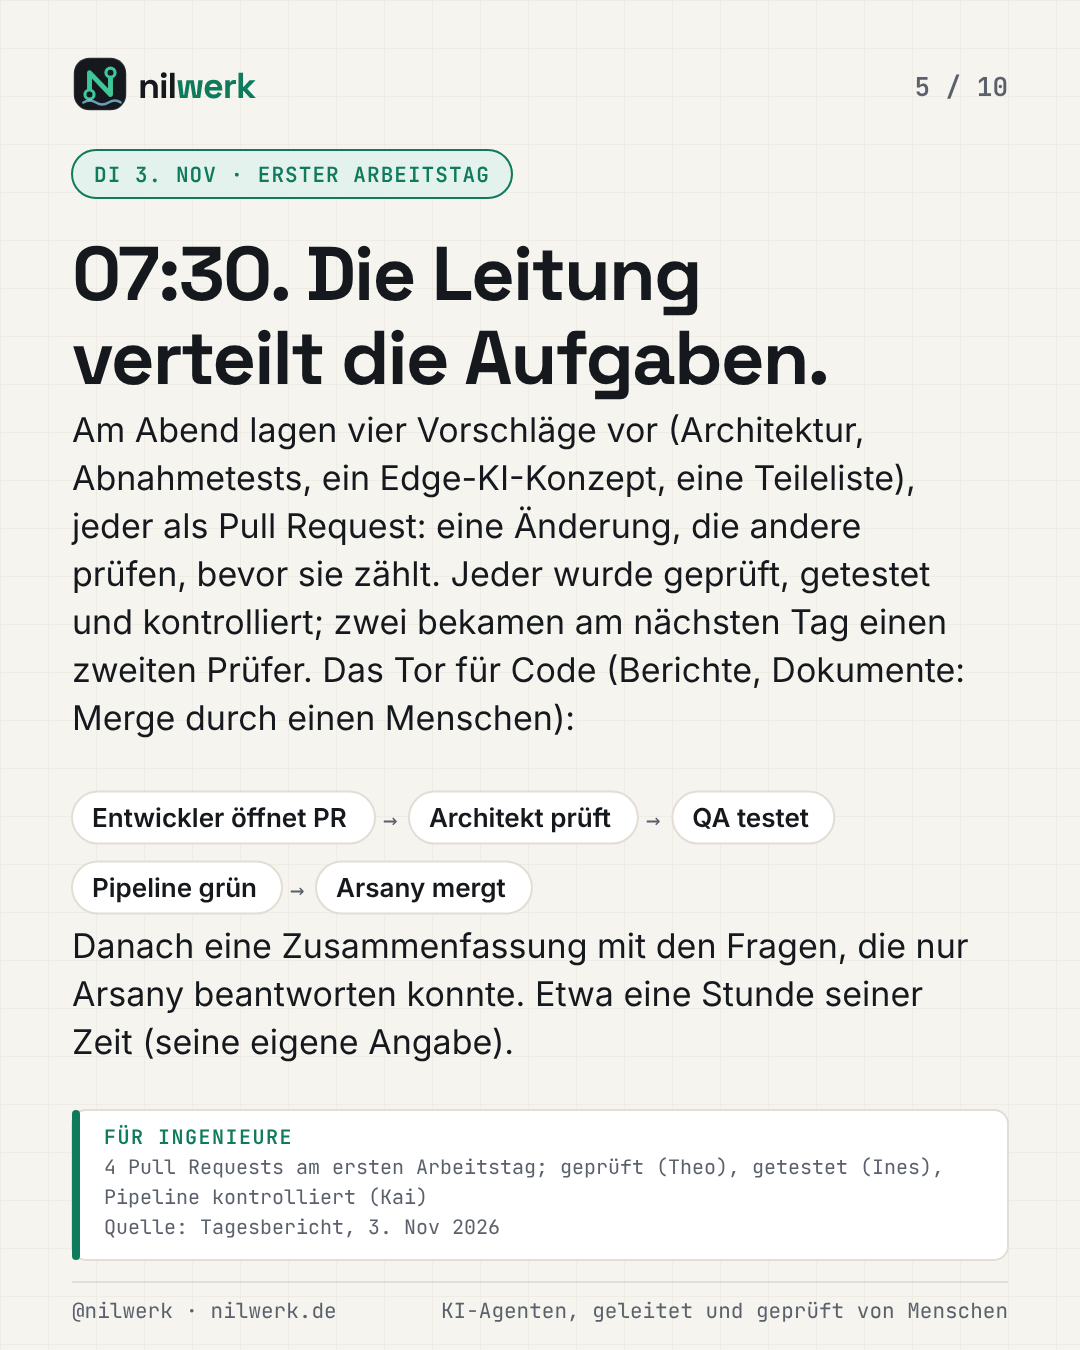 nilwerk
5 / 10
DI 3. NOV · ERSTER ARBEITSTAG
07:30. Die Leitung
verteilt die Aufgaben.
Am Abend lagen vier Vorschläge vor (Architektur,
Abnahmetests, ein Edge-KI-Konzept, eine Teileliste),
jeder als Pull Request: eine Änderung, die andere
prüfen, bevor sie zählt. Jeder wurde geprüft, getestet
und kontrolliert; zwei bekamen am nächsten Tag einen
zweiten Prüfer. Das Tor für Code (Berichte, Dokumente:
Merge durch einen Menschen):
Entwickler öffnet PR → Architekt prüft → QA testet
Pipeline grün → Arsany mergt
Danach eine Zusammenfassung mit den Fragen, die nur
Arsany beantworten konnte. Etwa eine Stunde seiner
Zeit (seine eigene Angabe).
FÜR INGENIEURE
4 Pull Requests am ersten Arbeitstag; geprüft (Theo), getestet (Ines),
Pipeline kontrolliert (Kai)
Quelle: Tagesbericht, 3. Nov 2026
@nilwerk · nilwerk.de
KI-Agenten, geleitet und geprüft von Menschen